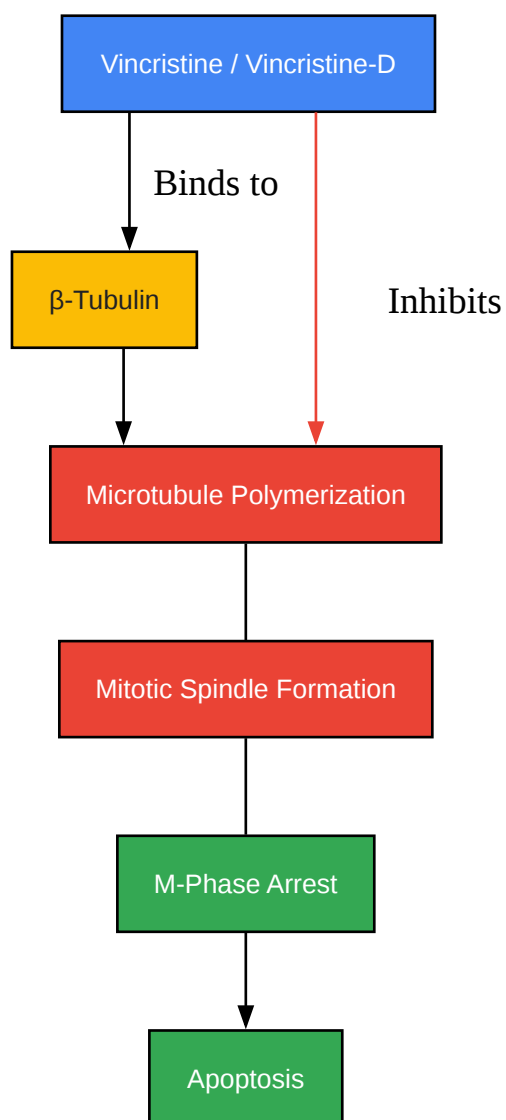 Vincristine / Vincristine-D
Binds to
β-Tubulin
Inhibits
Microtubule Polymerization
Mitotic Spindle Formation
M-Phase Arrest
Apoptosis